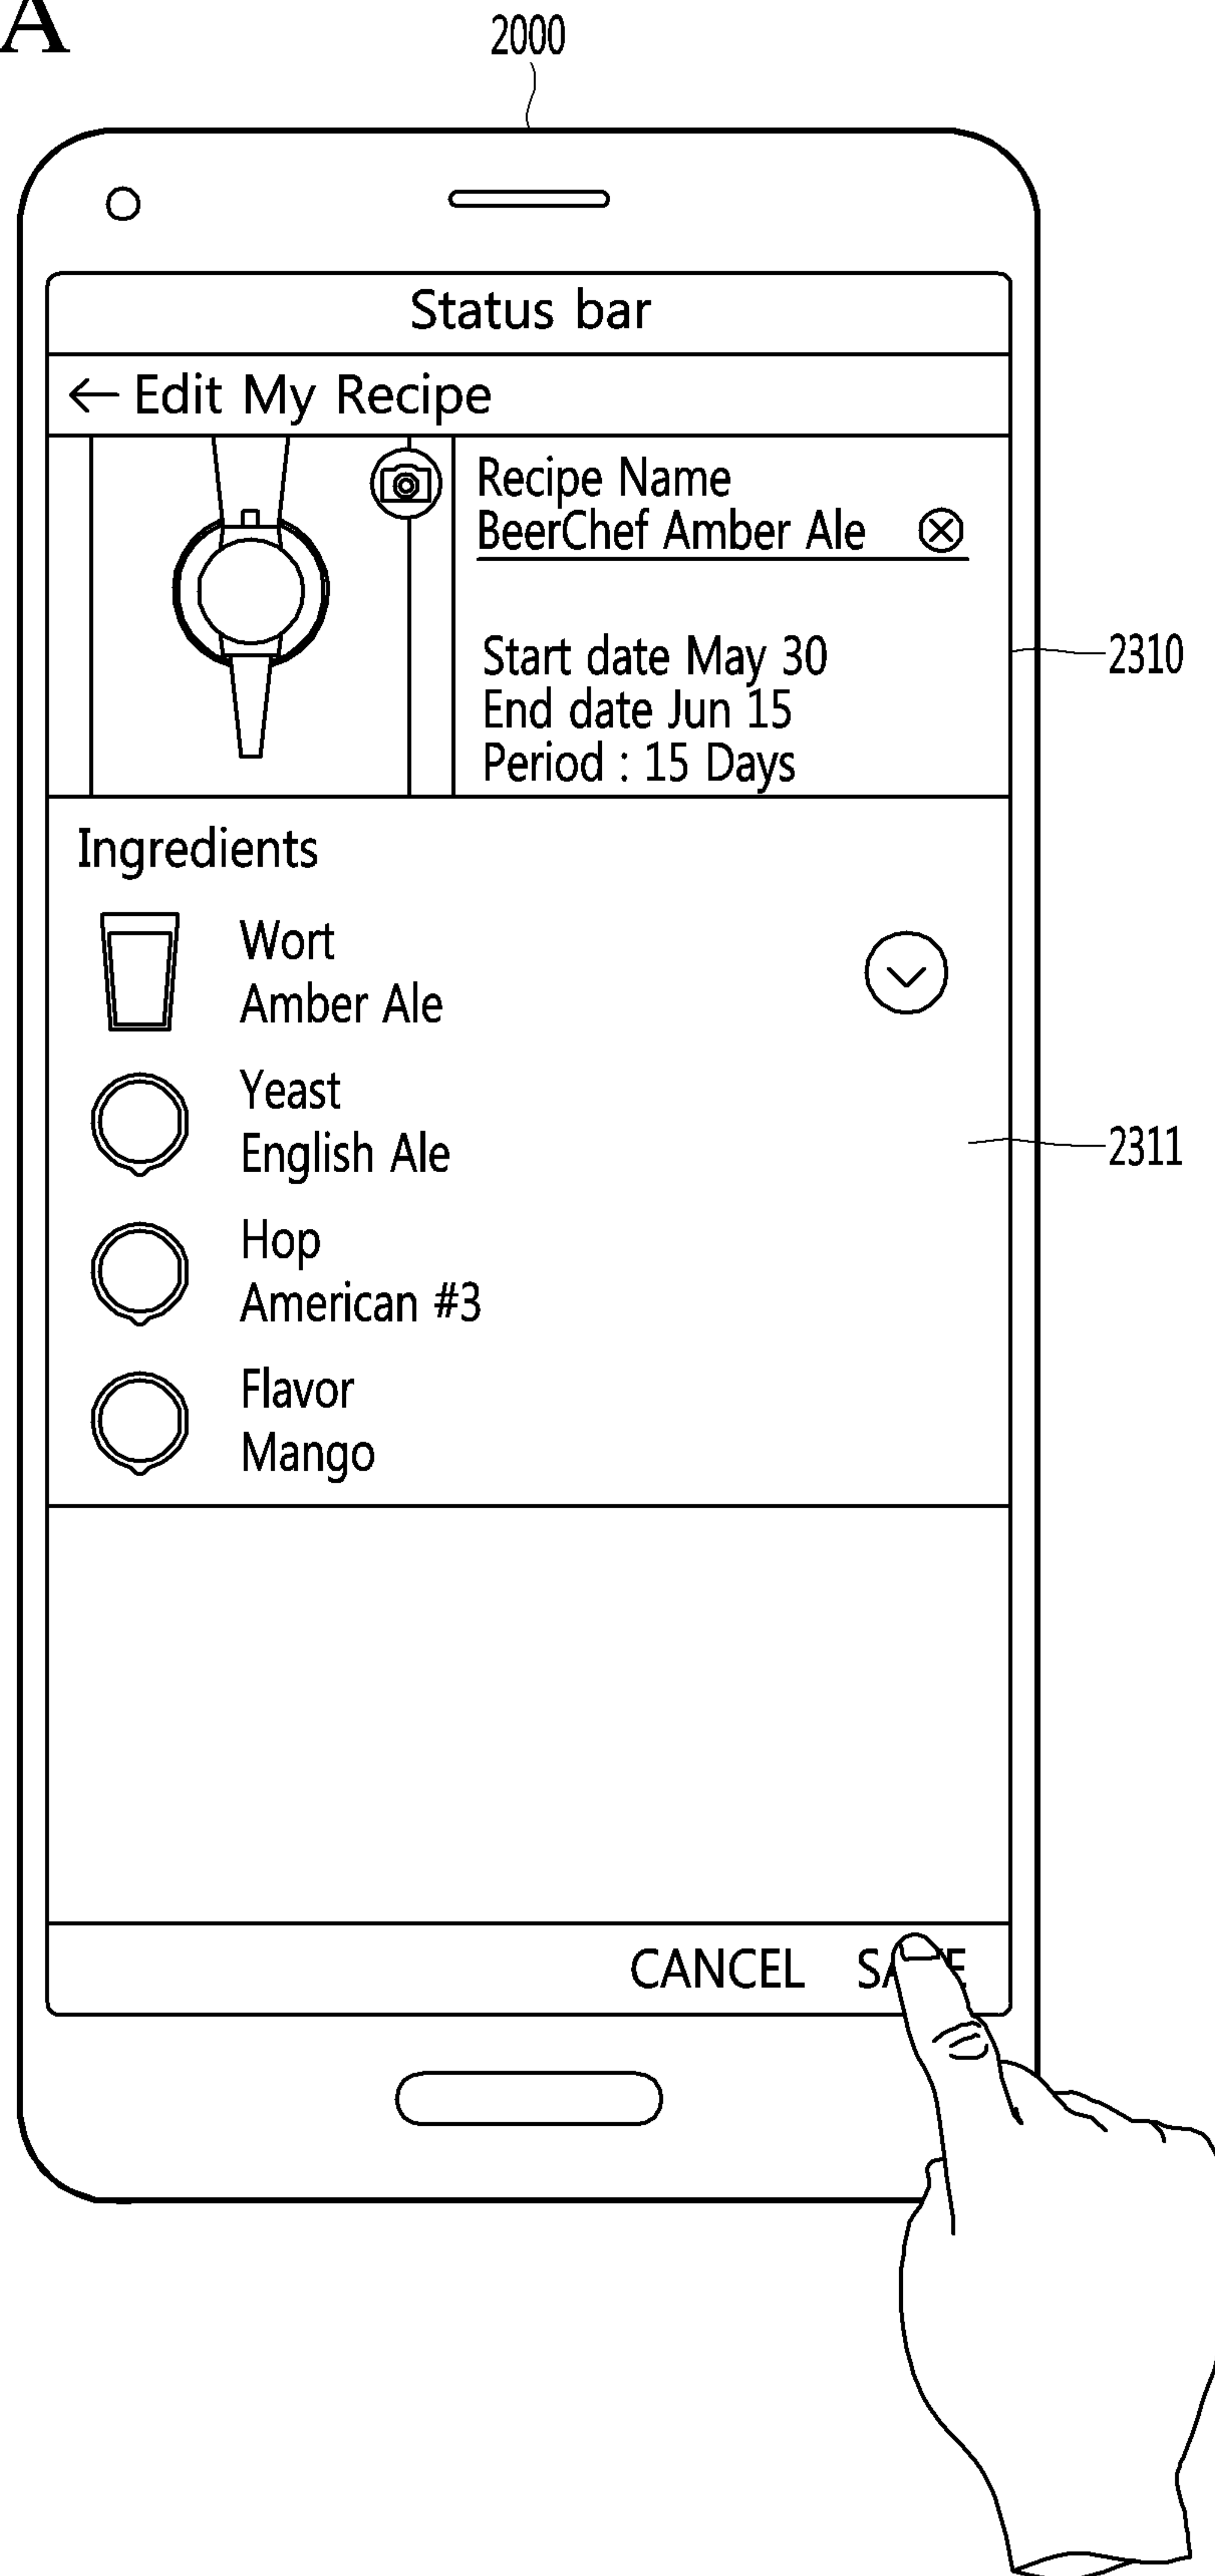 A
2000
Status bar
← Edit My Recipe
Recipe Name
BeerChef Amber Ale
Start date May 30
End date Jun 15
Period : 15 Days
2310
Ingredients
Wort
Amber Ale
Yeast
English Ale
2311
Hop
American #3
Flavor
Mango
CANCEL